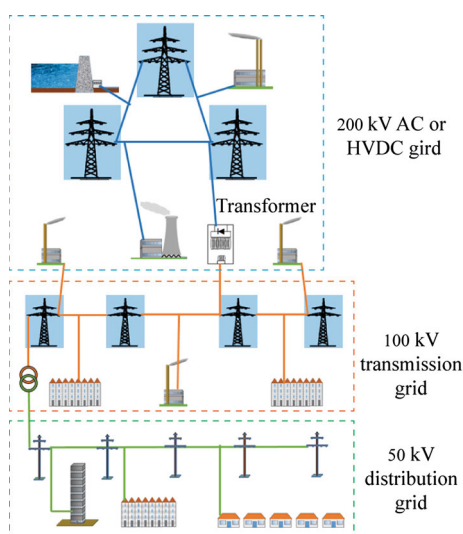 200 kV AC or
HVDC gird
Transformer
100 kV
transmission
grid
50 kV
distribution
grid